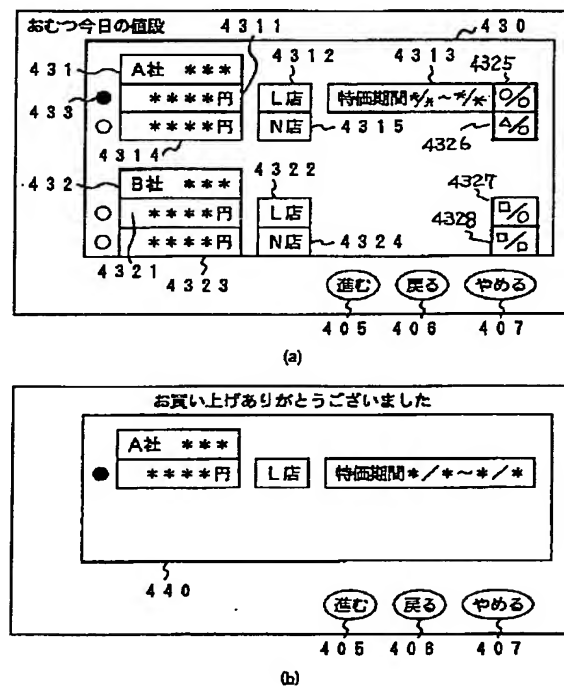 おむつ今日の値段 4311 430
431 A社 *** 4312 4313 4325
433 ● ****円 L店 特価期間*/*~*/* ○/○
○ ****円 N店 4315 4326 △/○
4314 4322
432 B社 *** 4327
○ ****円 L店 4328 □/○
○ ****円 N店 4324 □/□
4321 4323
進む 戻る やめる
405 406 407
(a)
お買い上げありがとうございました
A社 ***
● ****円 L店 特価期間*/*~*/*
440
進む 戻る やめる
405 406 407
(b)